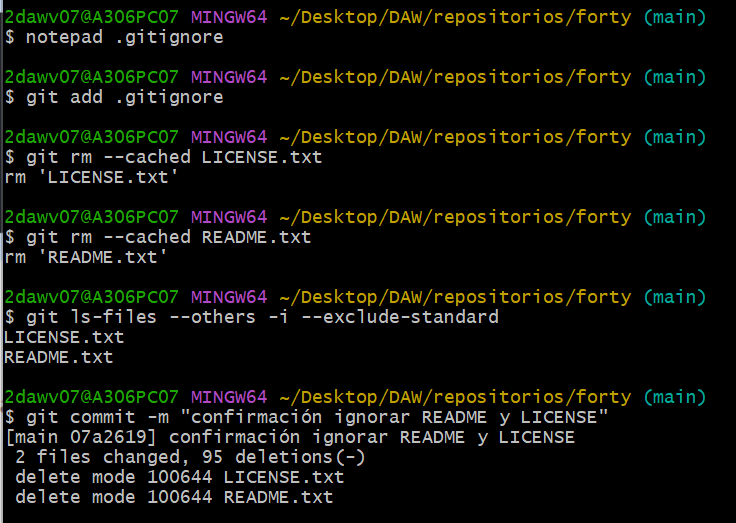 2dawv07@A306PC07 MINGW64 ~/Desktop/DAW/repositorios/forty (main)
$ notepad .gitignore
2dawv07@A306PC07 MINGW64 ~/Desktop/DAW/repositorios/forty (main)
$ git add .gitignore
2dawv07@A306PC07 MINGW64 ~/Desktop/DAW/repositorios/forty (main)
$ git rm --cached LICENSE.txt
rm 'LICENSE.txt'
2dawv07@A306PC07 MINGW64 ~/Desktop/DAW/repositorios/forty (main)
$ git rm --cached README.txt
rm 'README.txt'
2dawv07@A306PC07 MINGW64 ~/Desktop/DAW/repositorios/forty (main)
$ git ls-files --others -i --exclude-standard
LICENSE.txt
README.txt
2dawv07@A306PC07 MINGW64 ~/Desktop/DAW/repositorios/forty (main)
$ git commit -m "confirmación ignorar README y LICENSE"
[main 07a2619] confirmación ignorar README y LICENSE
 2 files changed, 95 deletions(-)
 delete mode 100644 LICENSE.txt
 delete mode 100644 README.txt